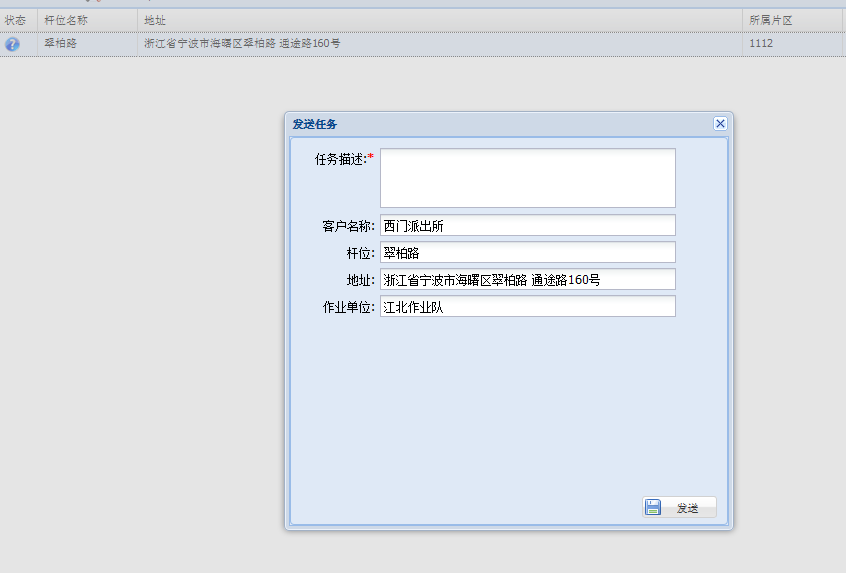 状态 杆位名称 地址 所属片区
翠柏路 浙江省宁波市海曙区翠柏路 通途路160号 1112
发送任务
任务描述:*
客户名称: 西门派出所
杆位: 翠柏路
地址: 浙江省宁波市海曙区翠柏路 通途路160号
作业单位: 江北作业队
发送